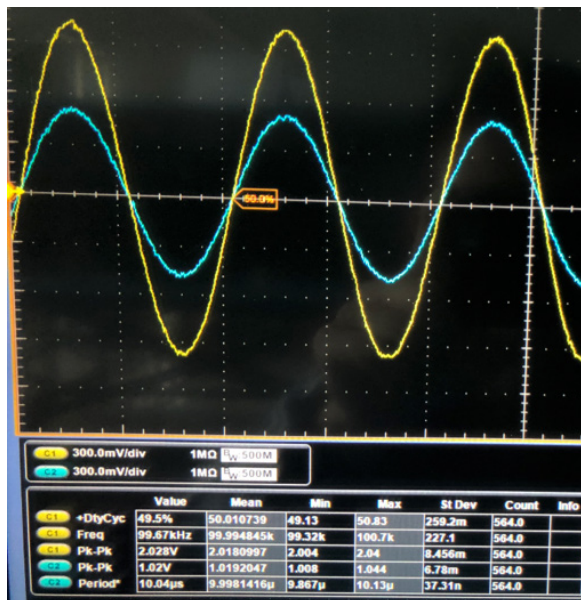 50.0%
C1 300.0mV/div 1MΩ BW:500M
C2 300.0mV/div 1MΩ BW:500M
Value Mean Min Max St Dev Count Info
C1 +DtyCyc 49.5% 50.010739 49.13 50.83 259.2m 564.0
C1 Freq 99.67kHz 99.994845k 99.32k 100.7k 227.1 564.0
C1 Pk-Pk 2.028V 2.0180997 2.004 2.04 8.456m 564.0
C2 Pk-Pk 1.02V 1.0192047 1.008 1.044 6.78m 564.0
C2 Period* 10.04µs 9.9981416µ 9.867µ 10.13µ 37.31n 564.0